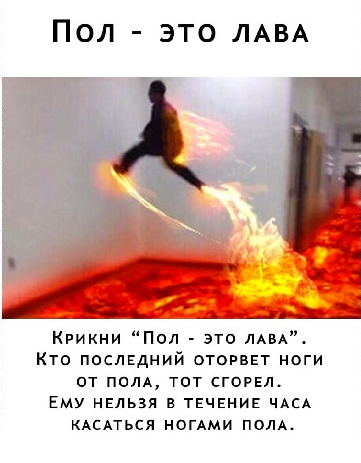 Пол - это лава
Крикни “Пол - это лава”.
Кто последний оторвет ноги
от пола, тот сгорел.
Ему нельзя в течение часа
касаться ногами пола.